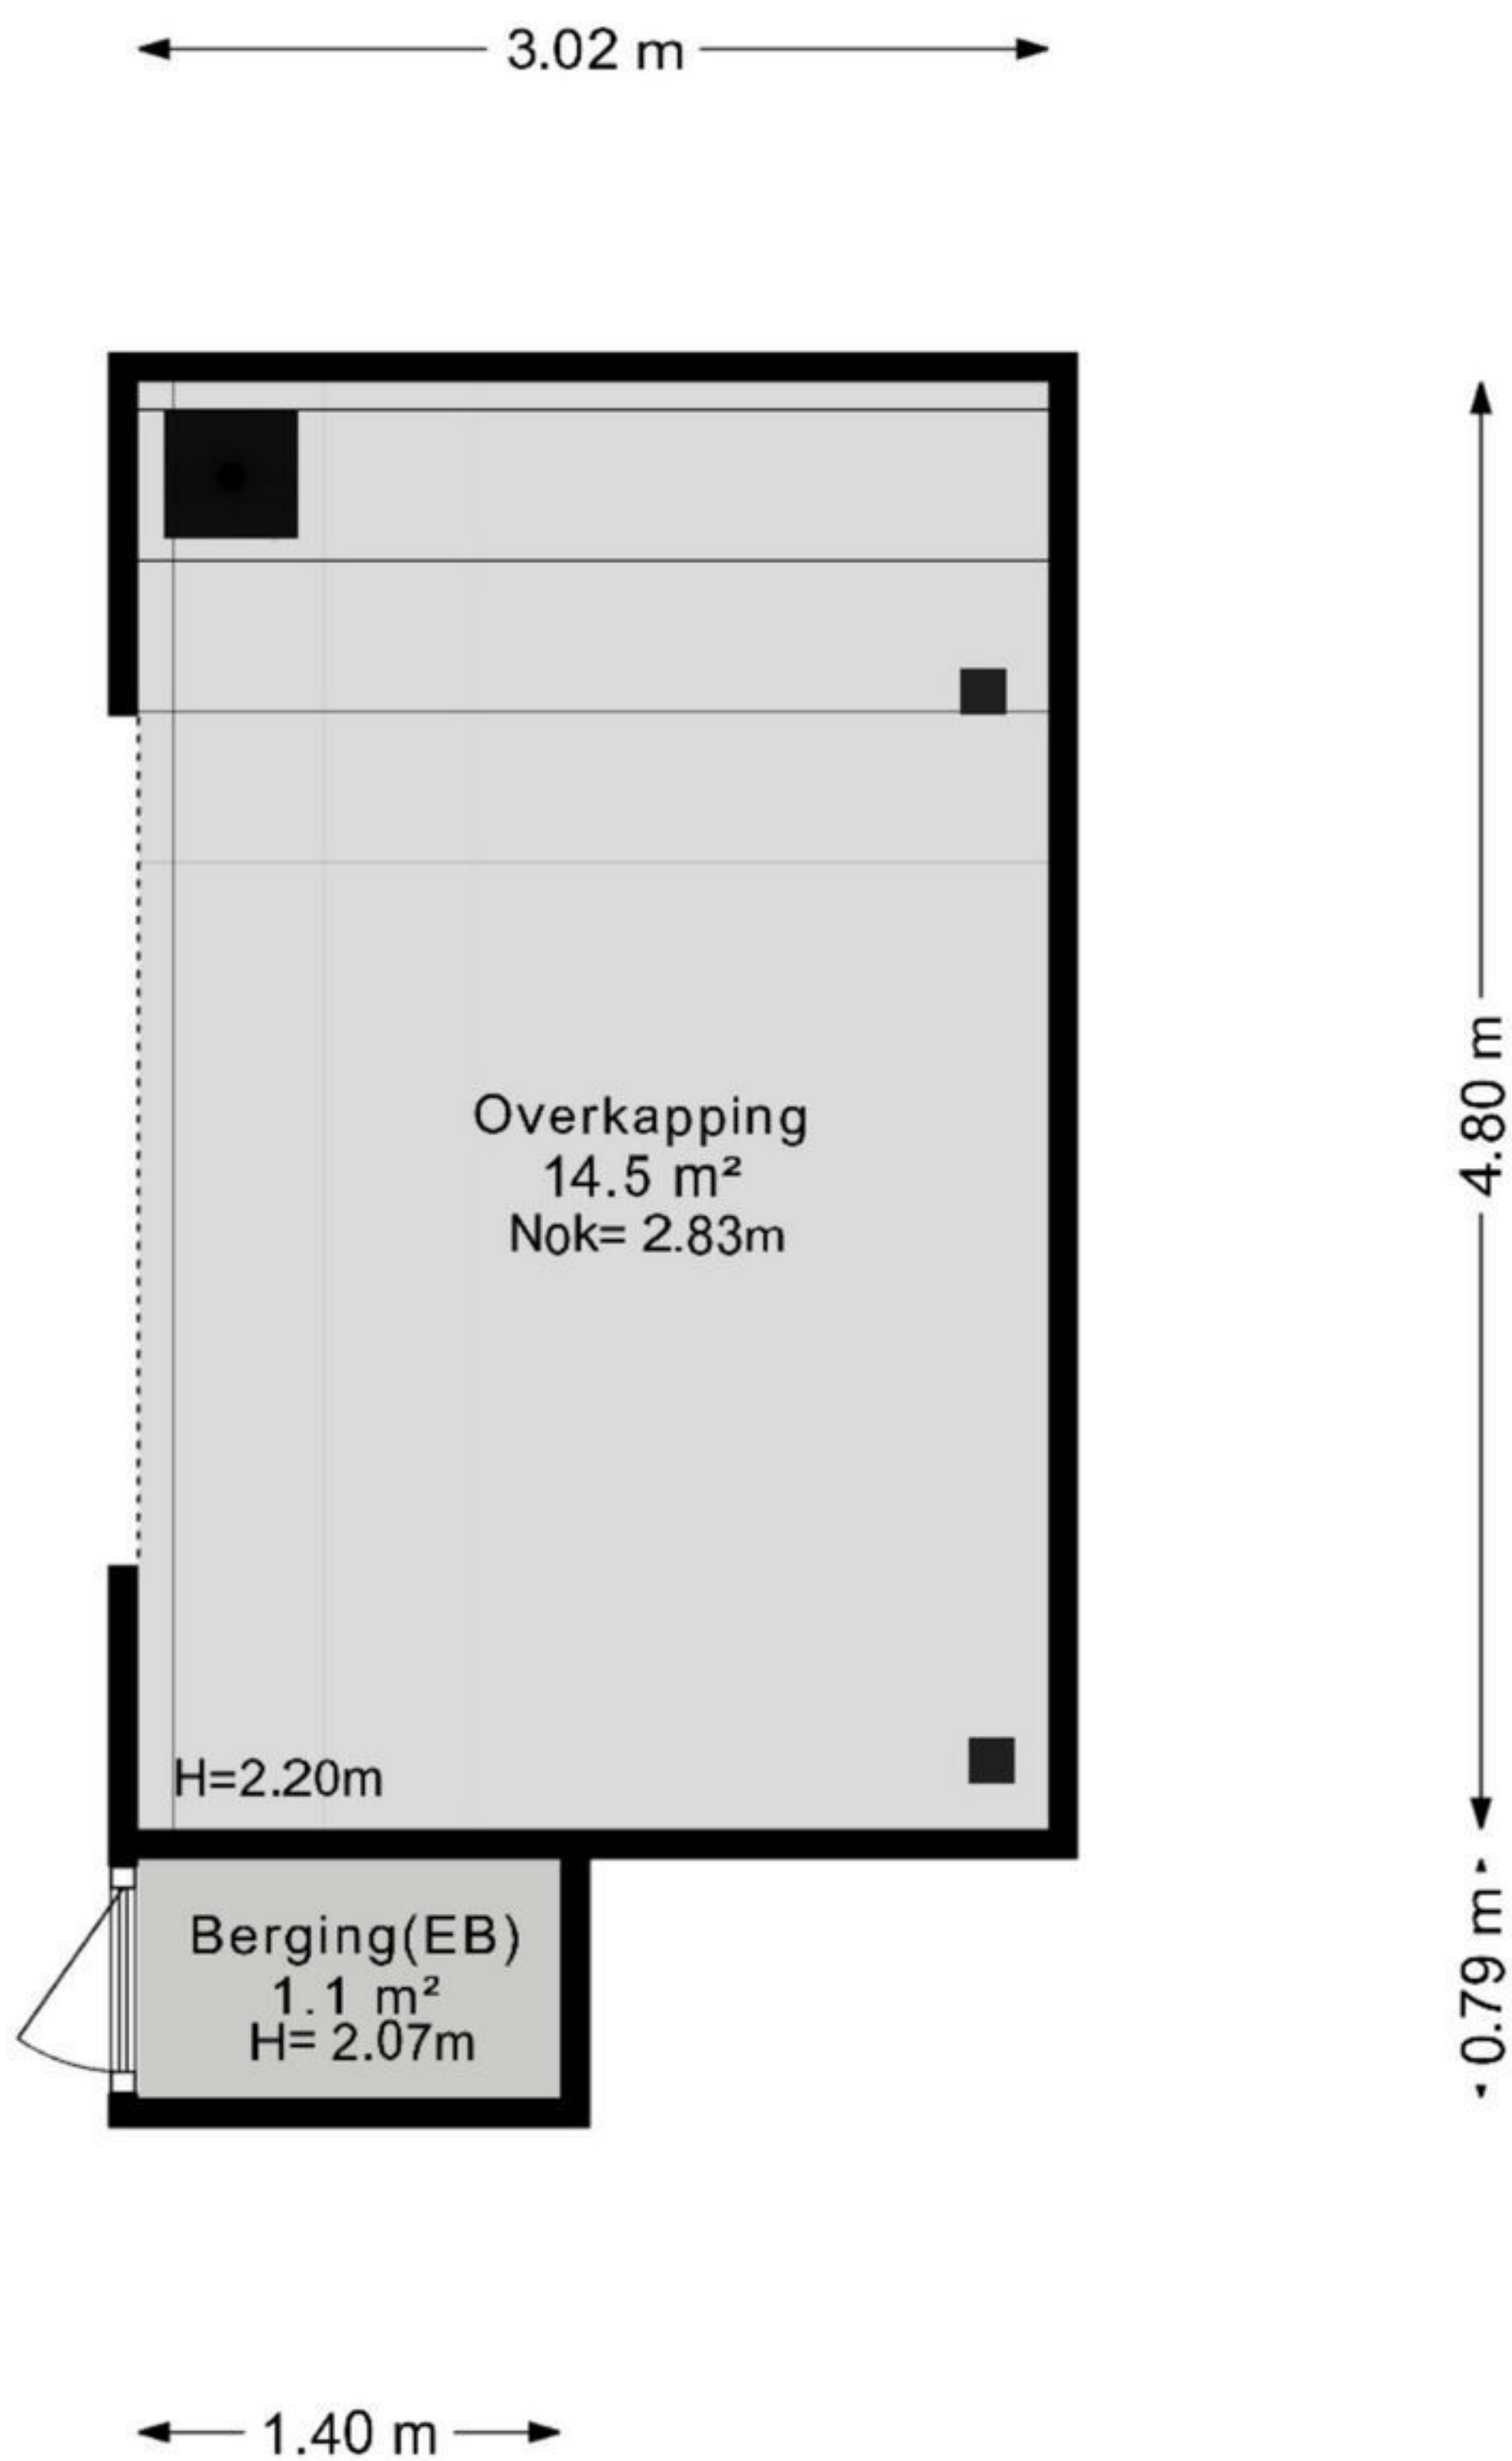 3.02 m
Overkapping
14.5 m²
Nok= 2.83m
4.80 m
H=2.20m
Berging(EB)
1.1 m²
H= 2.07m
0.79 m
1.40 m